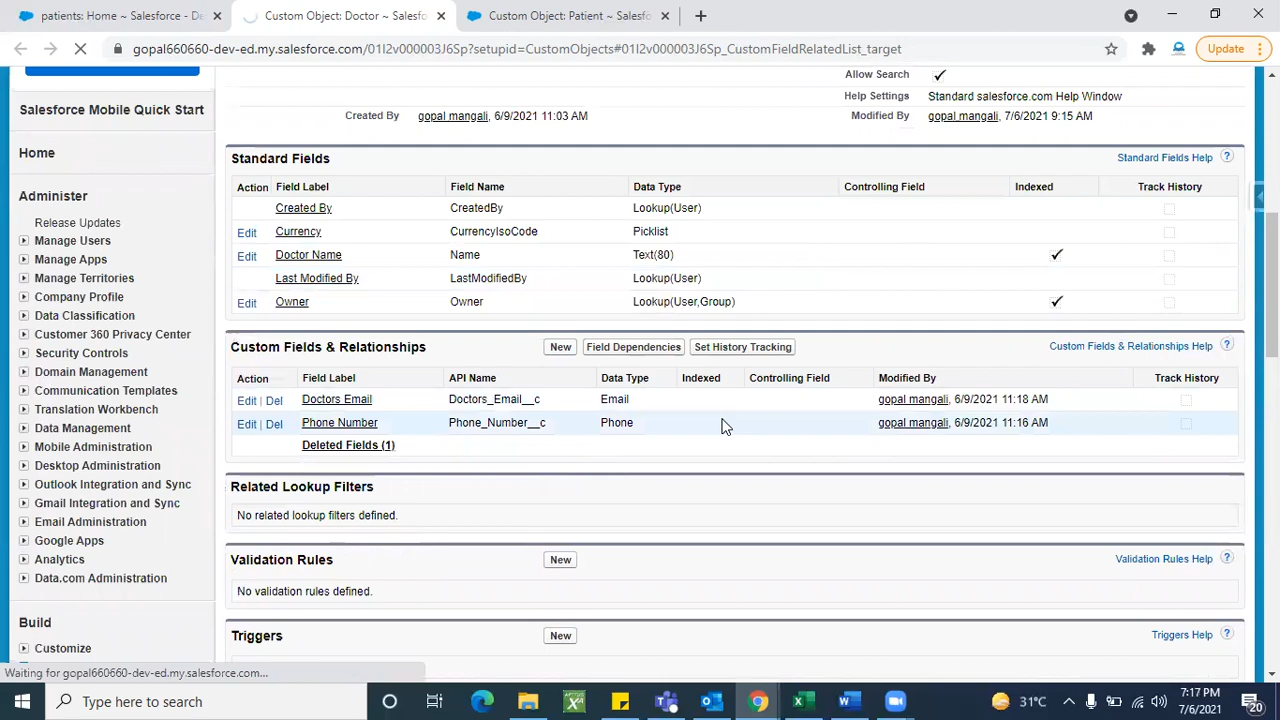 patients: Home ~ Salesforce - De
Custom Object: Doctor ~ Salesfo
Custom Object: Patient ~ Salesfo
gopal660660-dev-ed.my.salesforce.com/01I2v000003J6Sp?setupid=CustomObjects#01I2v000003J6Sp_CustomFieldRelatedList_target
Update
Allow Search
Help Settings Standard salesforce.com Help Window
Created By gopal mangali, 6/9/2021 11:03 AM Modified By gopal mangali, 7/6/2021 9:15 AM
Salesforce Mobile Quick Start
Home
Administer
Release Updates
Manage Users
Manage Apps
Manage Territories
Company Profile
Data Classification
Customer 360 Privacy Center
Security Controls
Domain Management
Communication Templates
Translation Workbench
Data Management
Mobile Administration
Desktop Administration
Outlook Integration and Sync
Gmail Integration and Sync
Email Administration
Google Apps
Analytics
Data.com Administration
Build
Customize
Standard Fields Standard Fields Help ?
Action Field Label Field Name Data Type Controlling Field Indexed Track History
Created By CreatedBy Lookup(User)
Edit Currency CurrencyIsoCode Picklist
Edit Doctor Name Name Text(80)
Last Modified By LastModifiedBy Lookup(User)
Edit Owner Owner Lookup(User,Group)
Custom Fields & Relationships New Field Dependencies Set History Tracking Custom Fields & Relationships Help ?
Action Field Label API Name Data Type Indexed Controlling Field Modified By Track History
Edit | Del Doctors Email Doctors_Email__c Email gopal mangali, 6/9/2021 11:18 AM
Edit | Del Phone Number Phone_Number__c Phone gopal mangali, 6/9/2021 11:16 AM
Deleted Fields (1)
Related Lookup Filters
No related lookup filters defined.
Validation Rules New Validation Rules Help ?
No validation rules defined.
Triggers New Triggers Help ?
Waiting for gopal660660-dev-ed.my.salesforce.com...
Type here to search
31°C
7:17 PM
7/6/2021
20